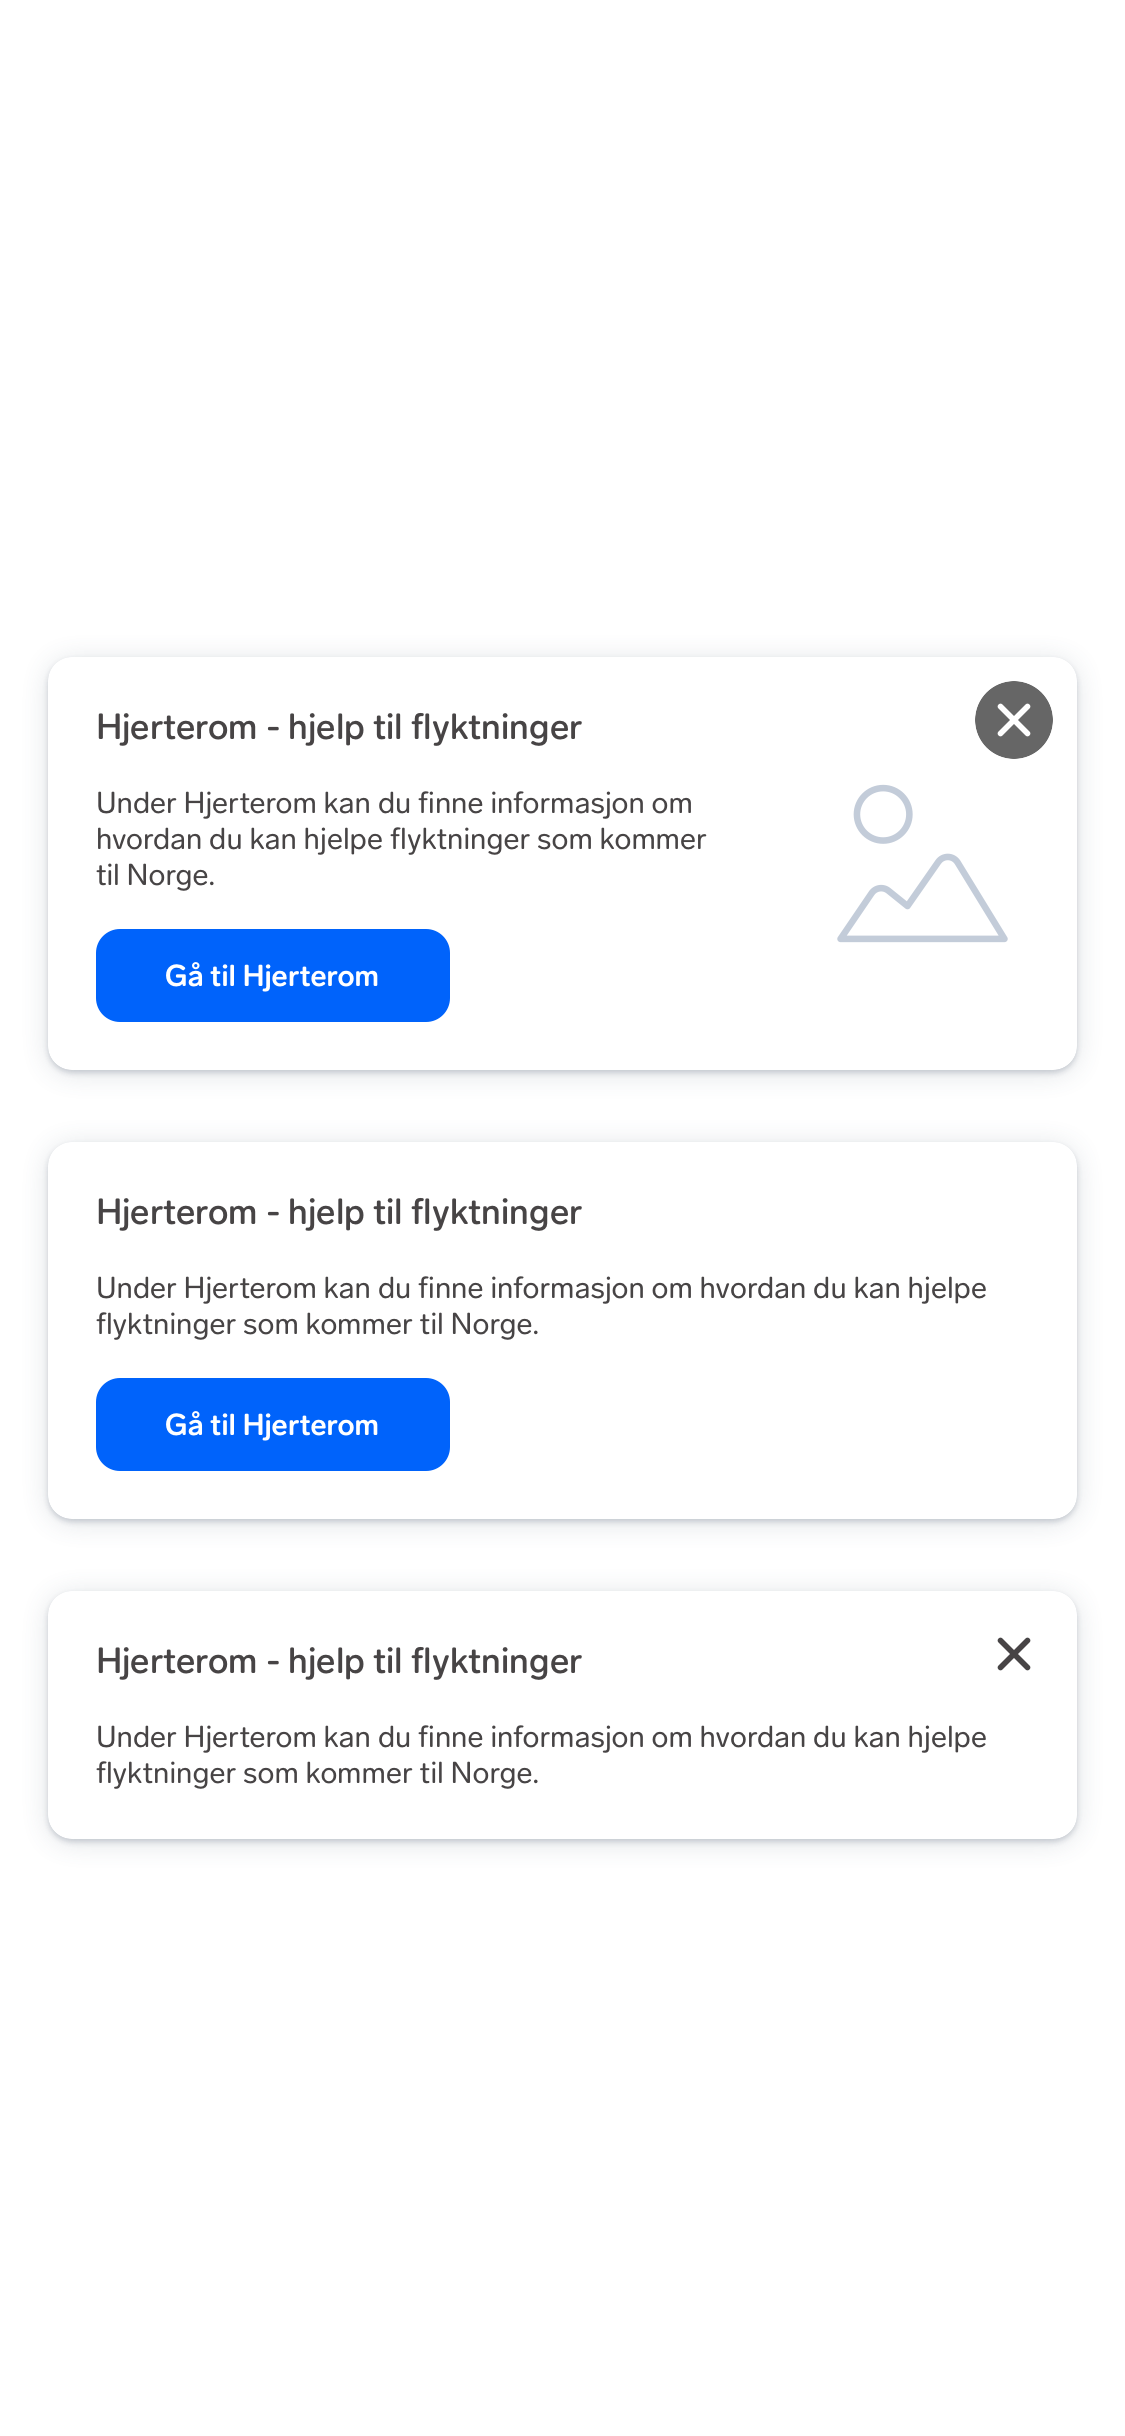 Hjerterom - hjelp til flyktninger
Under Hjerterom kan du finne informasjon om
hvordan du kan hjelpe flyktninger som kommer
til Norge.
Gå til Hjerterom
Hjerterom - hjelp til flyktninger
Under Hjerterom kan du finne informasjon om hvordan du kan hjelpe
flyktninger som kommer til Norge.
Gå til Hjerterom
Hjerterom - hjelp til flyktninger
Under Hjerterom kan du finne informasjon om hvordan du kan hjelpe
flyktninger som kommer til Norge.